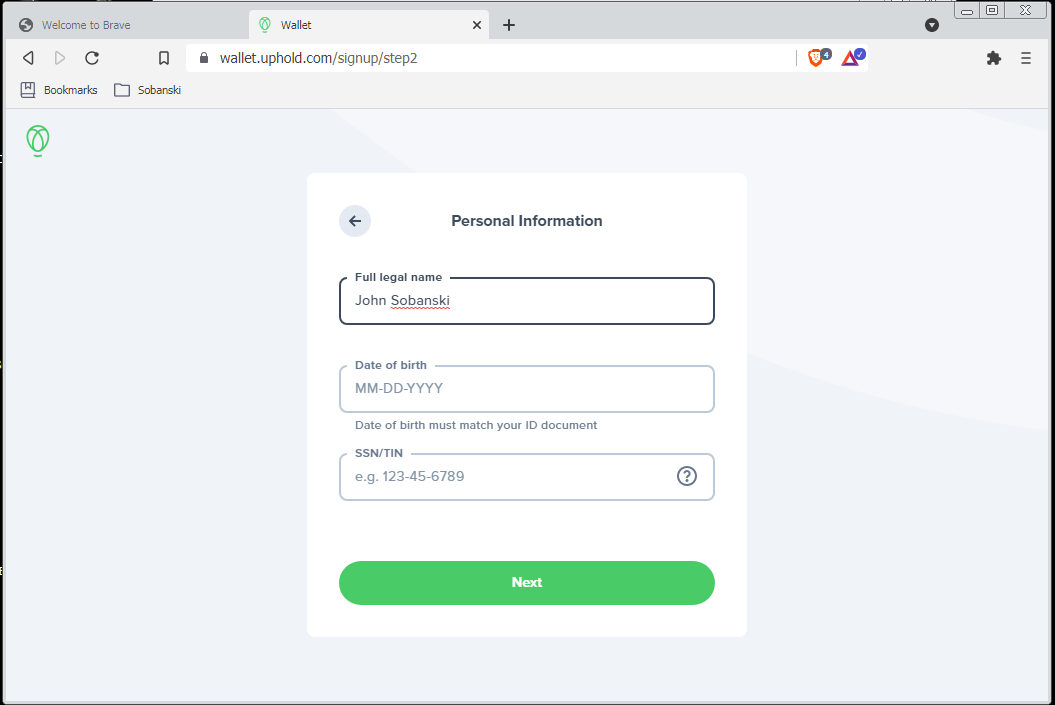 Welcome to Brave
Wallet
wallet.uphold.com/signup/step2
4
Bookmarks
Sobanski
Personal Information
Full legal name
John Sobanski
Date of birth
MM-DD-YYYY
Date of birth must match your ID document
SSN/TIN
e.g. 123-45-6789
?
Next